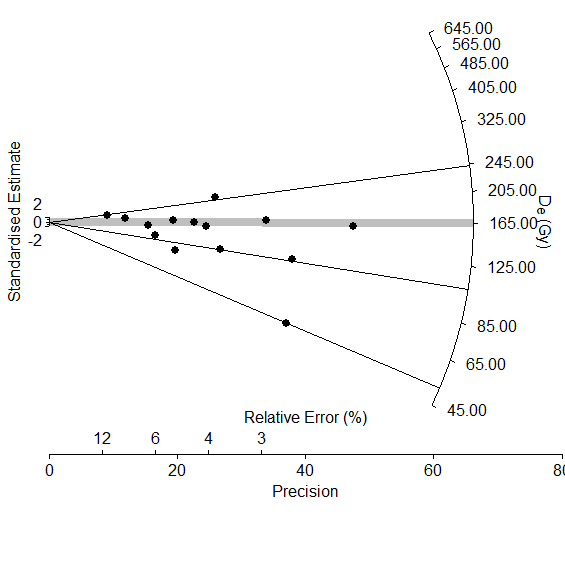 645.00
565.00
485.00
405.00
325.00
245.00
205.00
165.00
125.00
85.00
65.00
45.00
De (Gy)
Standardised Estimate
2
0
-2
Relative Error (%)
12 6 4 3
0 20 40 60 80
Precision